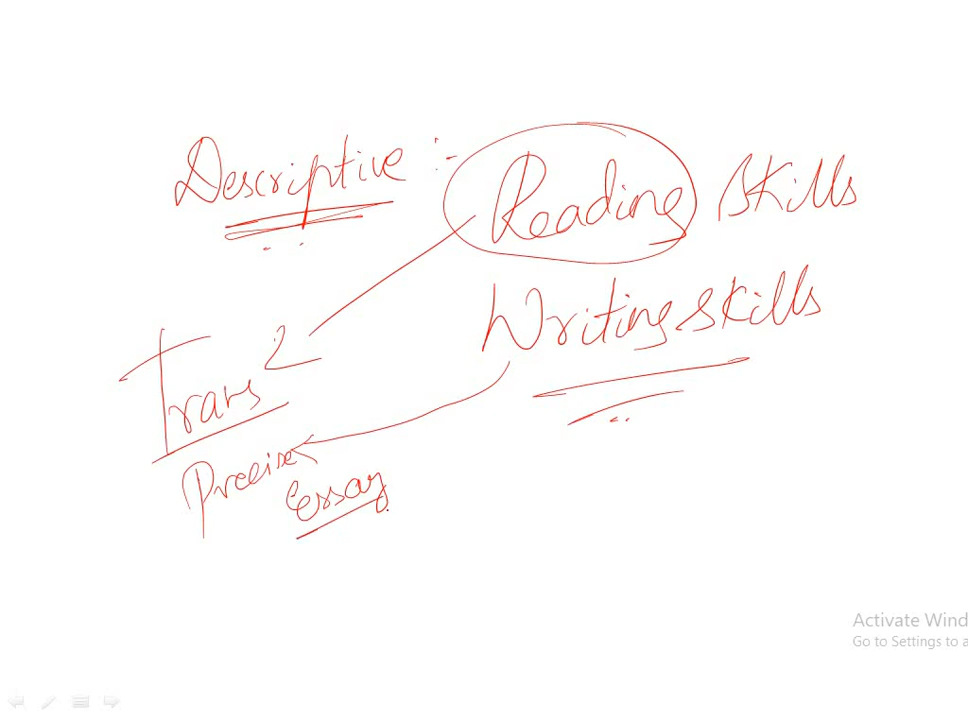 Descriptive :- Reading Skills
Writing skills
Trans
Precise
Essay
Activate Wind
Go to Settings to a